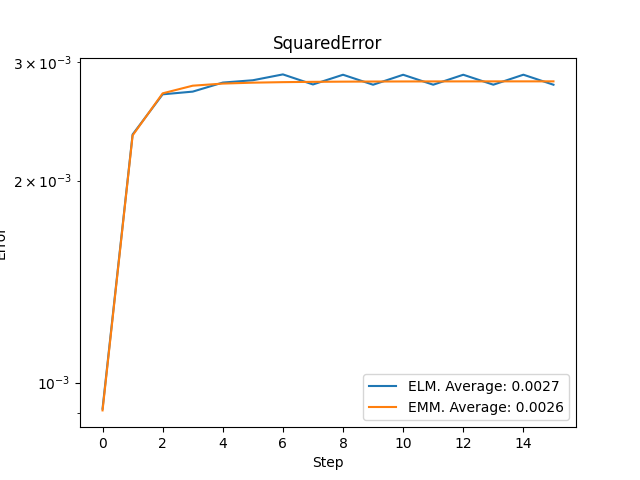 SquaredError
3 × 10⁻³
2 × 10⁻³
10⁻³
Error
ELM. Average: 0.0027
EMM. Average: 0.0026
0 2 4 6 8 10 12 14
Step